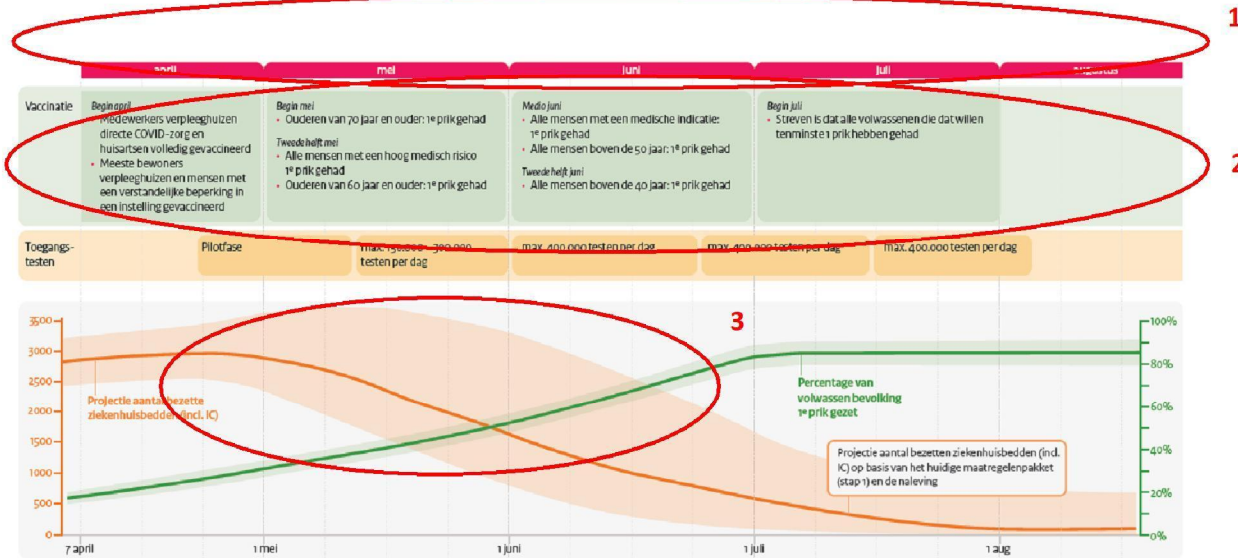 1
april mei juni juli augustus
Vaccinatie
Begin april
• Medewerkers verpleeghuizen
directe COVID-zorg en
huisartsen volledig gevaccineerd
• Meeste bewoners
verpleeghuizen en mensen met
een verstandelijke beperking in
een instelling gevaccineerd
Begin mei
• Ouderen van 70 jaar en ouder: 1e prik gehad
Tweede helft mei
• Alle mensen met een hoog medisch risico
1e prik gehad
• Ouderen van 60 jaar en ouder: 1e prik gehad
Medio juni
• Alle mensen met een medische indicatie:
1e prik gehad
• Alle mensen boven de 50 jaar: 1e prik gehad
Tweede helft juni
• Alle mensen boven de 40 jaar: 1e prik gehad
Begin juli
• Streven is dat alle volwassenen die dat willen
tenminste 1 prik hebben gehad
2
Toegangs-
testen
Pilotfase
max.
testen per dag
max. 400.000 testen per dag
max. 400.000 testen per dag
max. 400.000 testen per dag
3
3500
3000
2500
2000
1500
1000
500
0
Projectie aantal bezette
ziekenhuisbedden (incl. IC)
Percentage van
volwassen bevolking
1e prik gezet
Projectie aantal bezetten ziekenhuisbedden (incl.
IC) op basis van het huidige maatregelenpakket
(stap 1) en de naleving
100%
80%
60%
40%
20%
0%
7 april 1 mei 1 juni 1 juli 1 aug